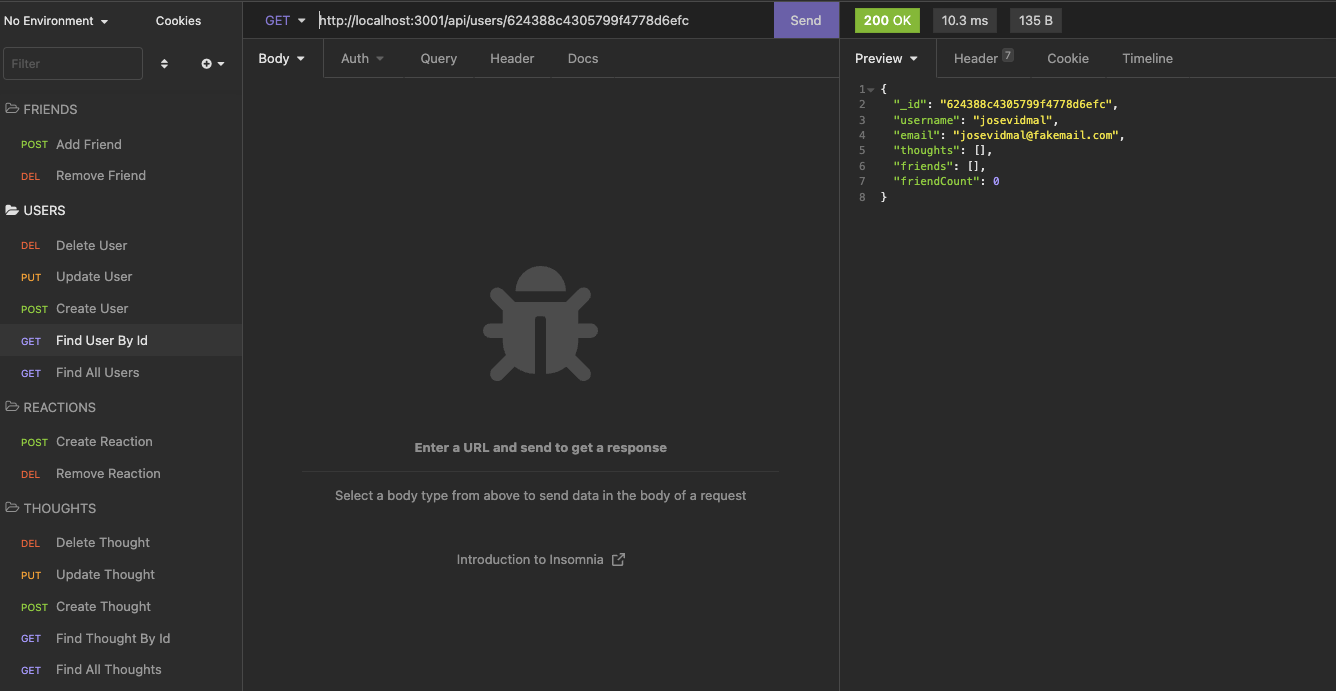 No Environment Cookies
Filter
FRIENDS
POST Add Friend
DEL Remove Friend
USERS
DEL Delete User
PUT Update User
POST Create User
GET Find User By Id
GET Find All Users
REACTIONS
POST Create Reaction
DEL Remove Reaction
THOUGHTS
DEL Delete Thought
PUT Update Thought
POST Create Thought
GET Find Thought By Id
GET Find All Thoughts
GET http://localhost:3001/api/users/624388c4305799f4778d6efc Send
Body Auth Query Header Docs
Enter a URL and send to get a response
Select a body type from above to send data in the body of a request
Introduction to Insomnia
200 OK 10.3 ms 135 B
Preview Header 7 Cookie Timeline
1 {
2 "_id": "624388c4305799f4778d6efc",
3 "username": "josevidmal",
4 "email": "josevidmal@fakemail.com",
5 "thoughts": [],
6 "friends": [],
7 "friendCount": 0
8 }